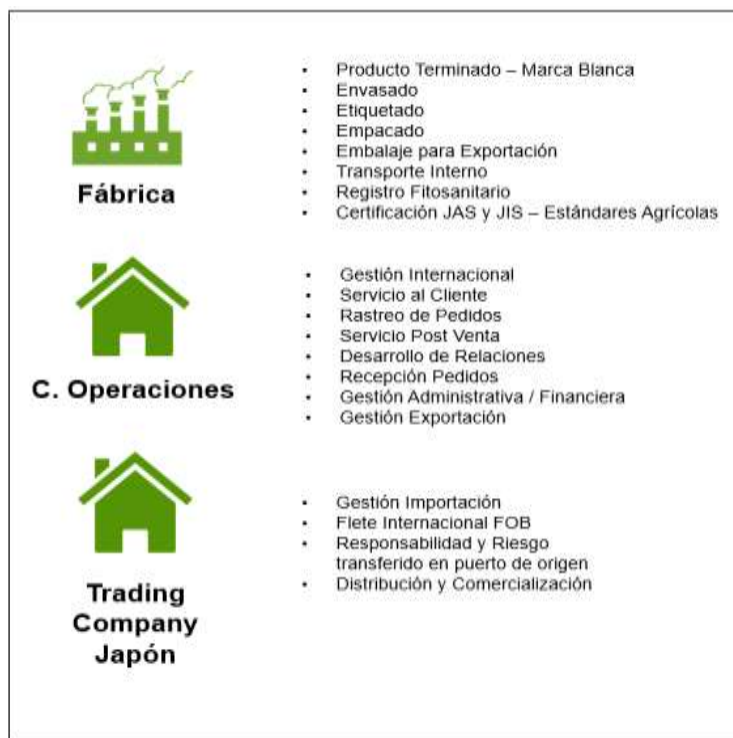 Fábrica
• Producto Terminado – Marca Blanca
• Envasado
• Etiquetado
• Empacado
• Embalaje para Exportación
• Transporte Interno
• Registro Fitosanitario
• Certificación JAS y JIS – Estándares Agrícolas
C. Operaciones
• Gestión Internacional
• Servicio al Cliente
• Rastreo de Pedidos
• Servicio Post Venta
• Desarrollo de Relaciones
• Recepción Pedidos
• Gestión Administrativa / Financiera
• Gestión Exportación
Trading
Company
Japón
• Gestión Importación
• Flete Internacional FOB
• Responsabilidad y Riesgo
transferido en puerto de origen
• Distribución y Comercialización